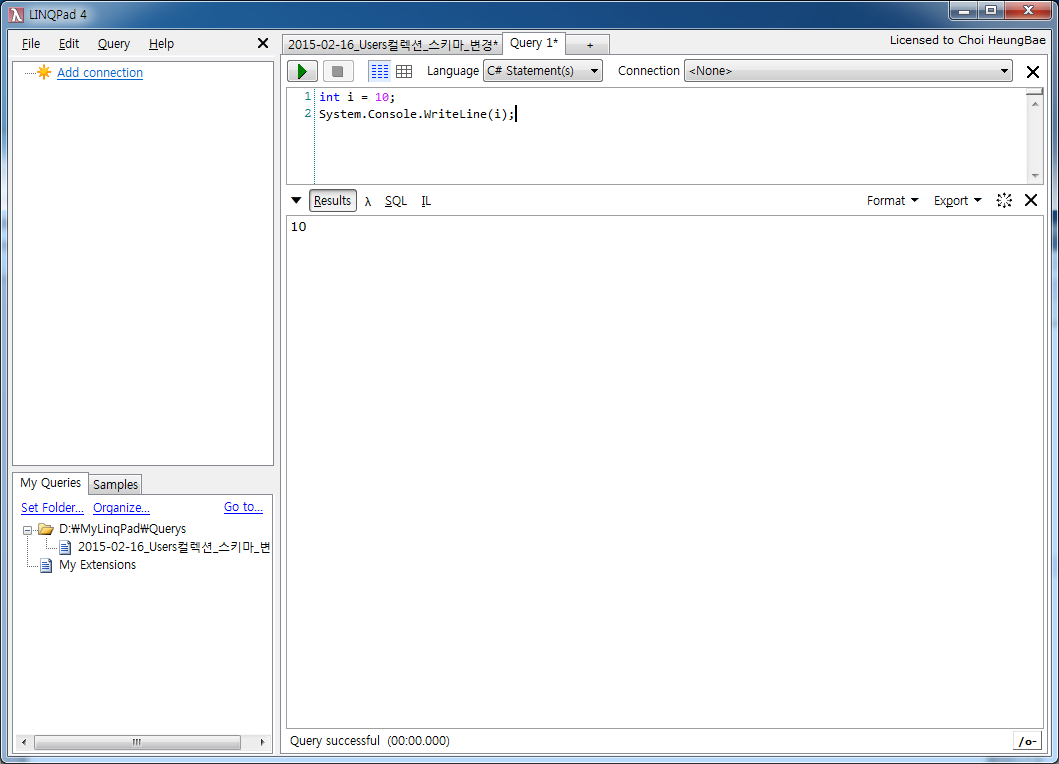 LINQPad 4
File Edit Query Help
2015-02-16_Users컬렉션_스키마_변경* Query 1* +
Licensed to Choi HeungBae
Add connection
Language C# Statement(s) Connection <None>
1 int i = 10;
2 System.Console.WriteLine(i);
Results λ SQL IL Format Export
10
My Queries Samples
Set Folder... Organize... Go to...
D:₩MyLinqPad₩Querys
2015-02-16_Users컬렉션_스키마_변
My Extensions
Query successful (00:00.000)
/o-